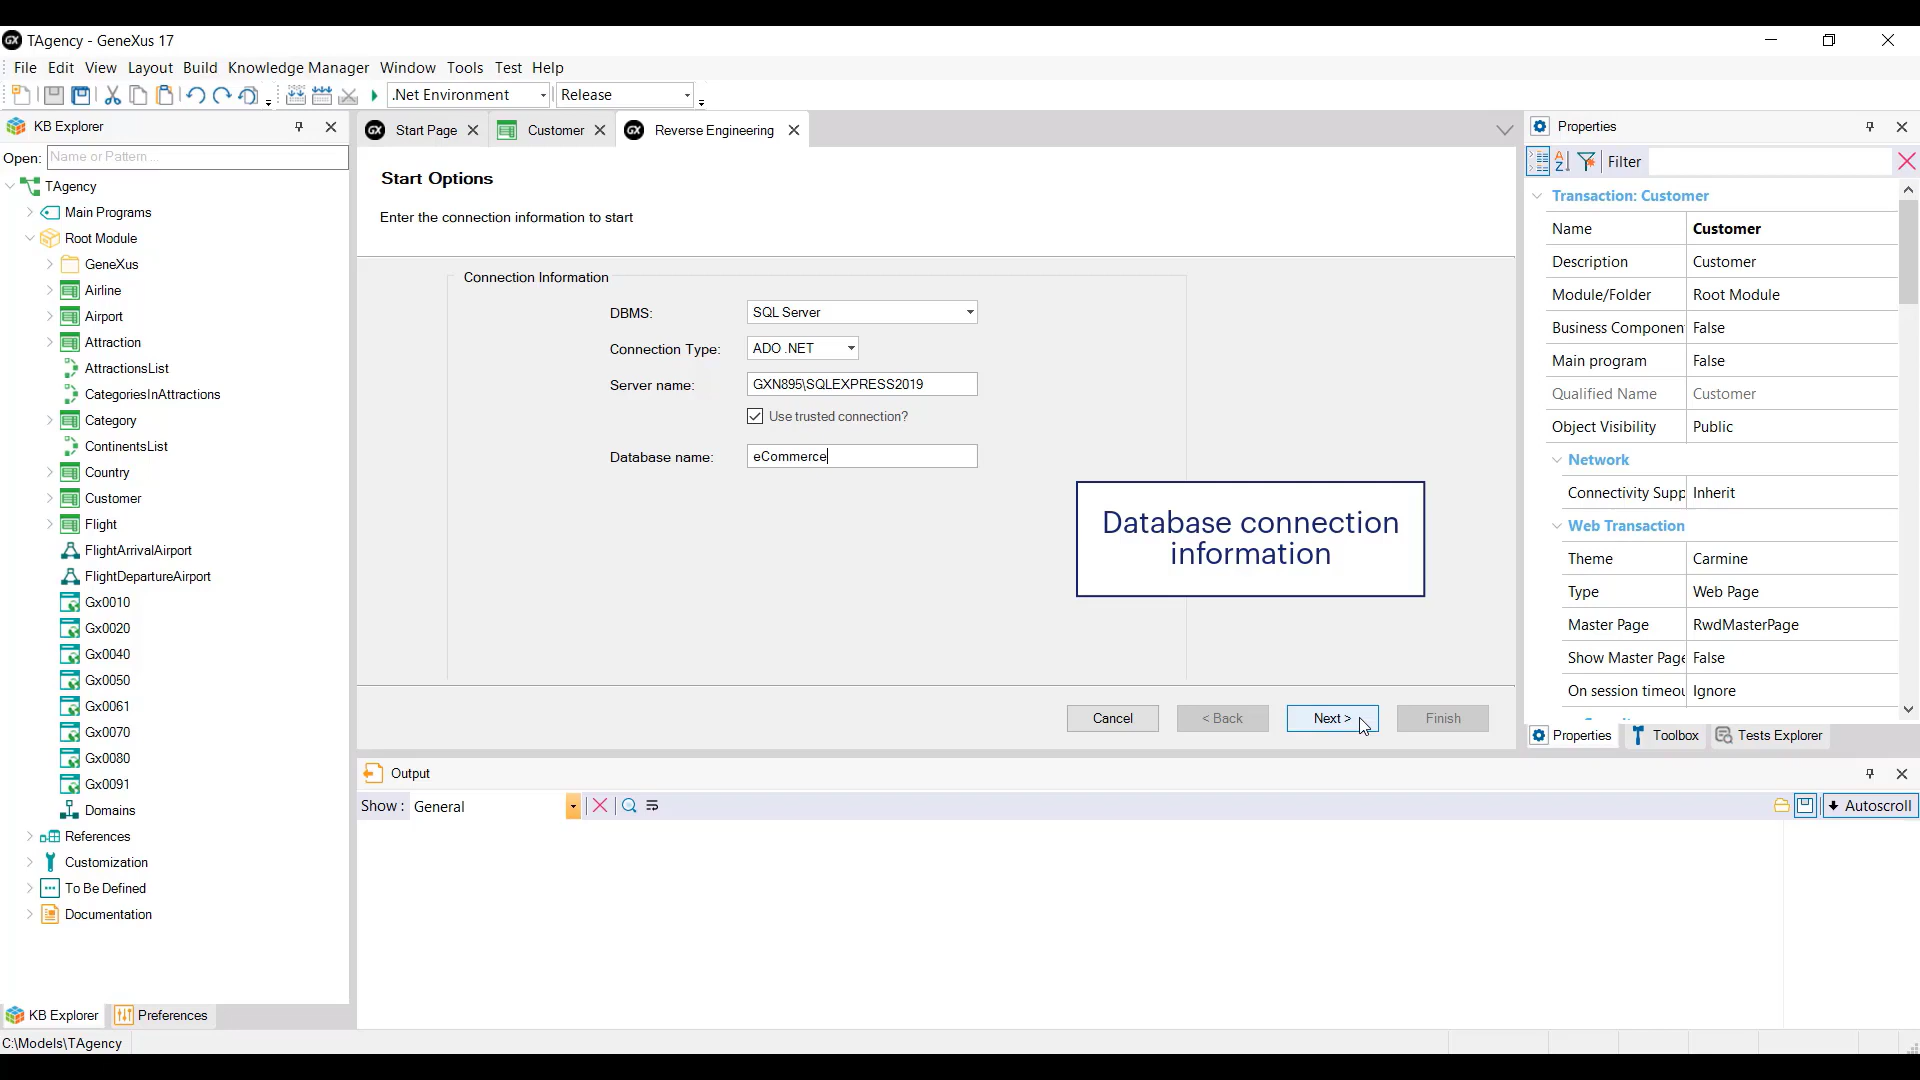 TAgency - GeneXus 17
File Edit View Layout Build Knowledge Manager Window Tools Test Help
.Net Environment Release
KB Explorer
Open: Name or Pattern ...
TAgency
Main Programs
Root Module
GeneXus
Airline
Airport
Attraction
AttractionsList
CategoriesInAttractions
Category
ContinentsList
Country
Customer
Flight
FlightArrivalAirport
FlightDepartureAirport
Gx0010
Gx0020
Gx0040
Gx0050
Gx0061
Gx0070
Gx0080
Gx0091
Domains
References
Customization
To Be Defined
Documentation
KB Explorer Preferences
C:\Models\TAgency
GX Start Page Customer GX Reverse Engineering
Start Options
Enter the connection information to start
Connection Information
DBMS: SQL Server
Connection Type: ADO .NET
Server name: GXN895\SQLEXPRESS2019
Use trusted connection?
Database name: eCommerce
Database connection
information
Cancel < Back Next > Finish
Output
Show : General
Autoscroll
Properties
Filter
Transaction: Customer
Name Customer
Description Customer
Module/Folder Root Module
Business Componen False
Main program False
Qualified Name Customer
Object Visibility Public
Network
Connectivity Supp Inherit
Web Transaction
Theme Carmine
Type Web Page
Master Page RwdMasterPage
Show Master Page False
On session timeou Ignore
Properties Toolbox Tests Explorer